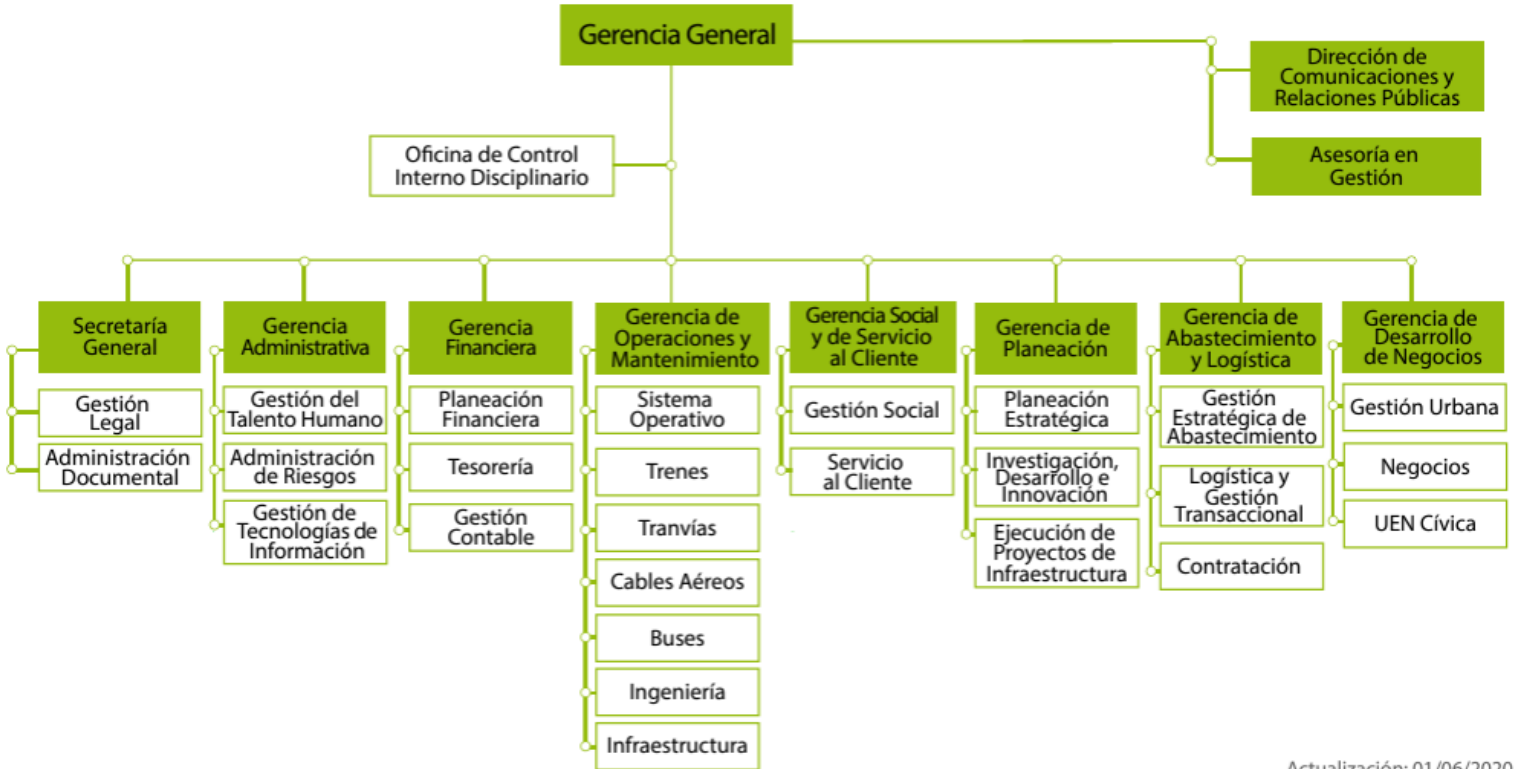 Gerencia General
Dirección de
Comunicaciones y
Relaciones Públicas
Oficina de Control
Interno Disciplinario
Asesoría en
Gestión
Secretaría
General
Gestión
Legal
Administración
Documental
Gerencia
Administrativa
Gestión del
Talento Humano
Administración
de Riesgos
Gestión de
Tecnologías de
Información
Gerencia
Financiera
Planeación
Financiera
Tesorería
Gestión
Contable
Gerencia de
Operaciones y
Mantenimiento
Sistema
Operativo
Trenes
Tranvías
Cables Aéreos
Buses
Ingeniería
Infraestructura
Gerencia Social
y de Servicio
al Cliente
Gestión Social
Servicio
al Cliente
Gerencia de
Planeación
Planeación
Estratégica
Investigación,
Desarrollo e
Innovación
Ejecución de
Proyectos de
Infraestructura
Gerencia de
Abastecimiento
y Logística
Gestión
Estratégica de
Abastecimiento
Logística y
Gestión
Transaccional
Contratación
Gerencia de
Desarrollo
de Negocios
Gestión Urbana
Negocios
UEN Cívica
Actualización: 01/06/2020